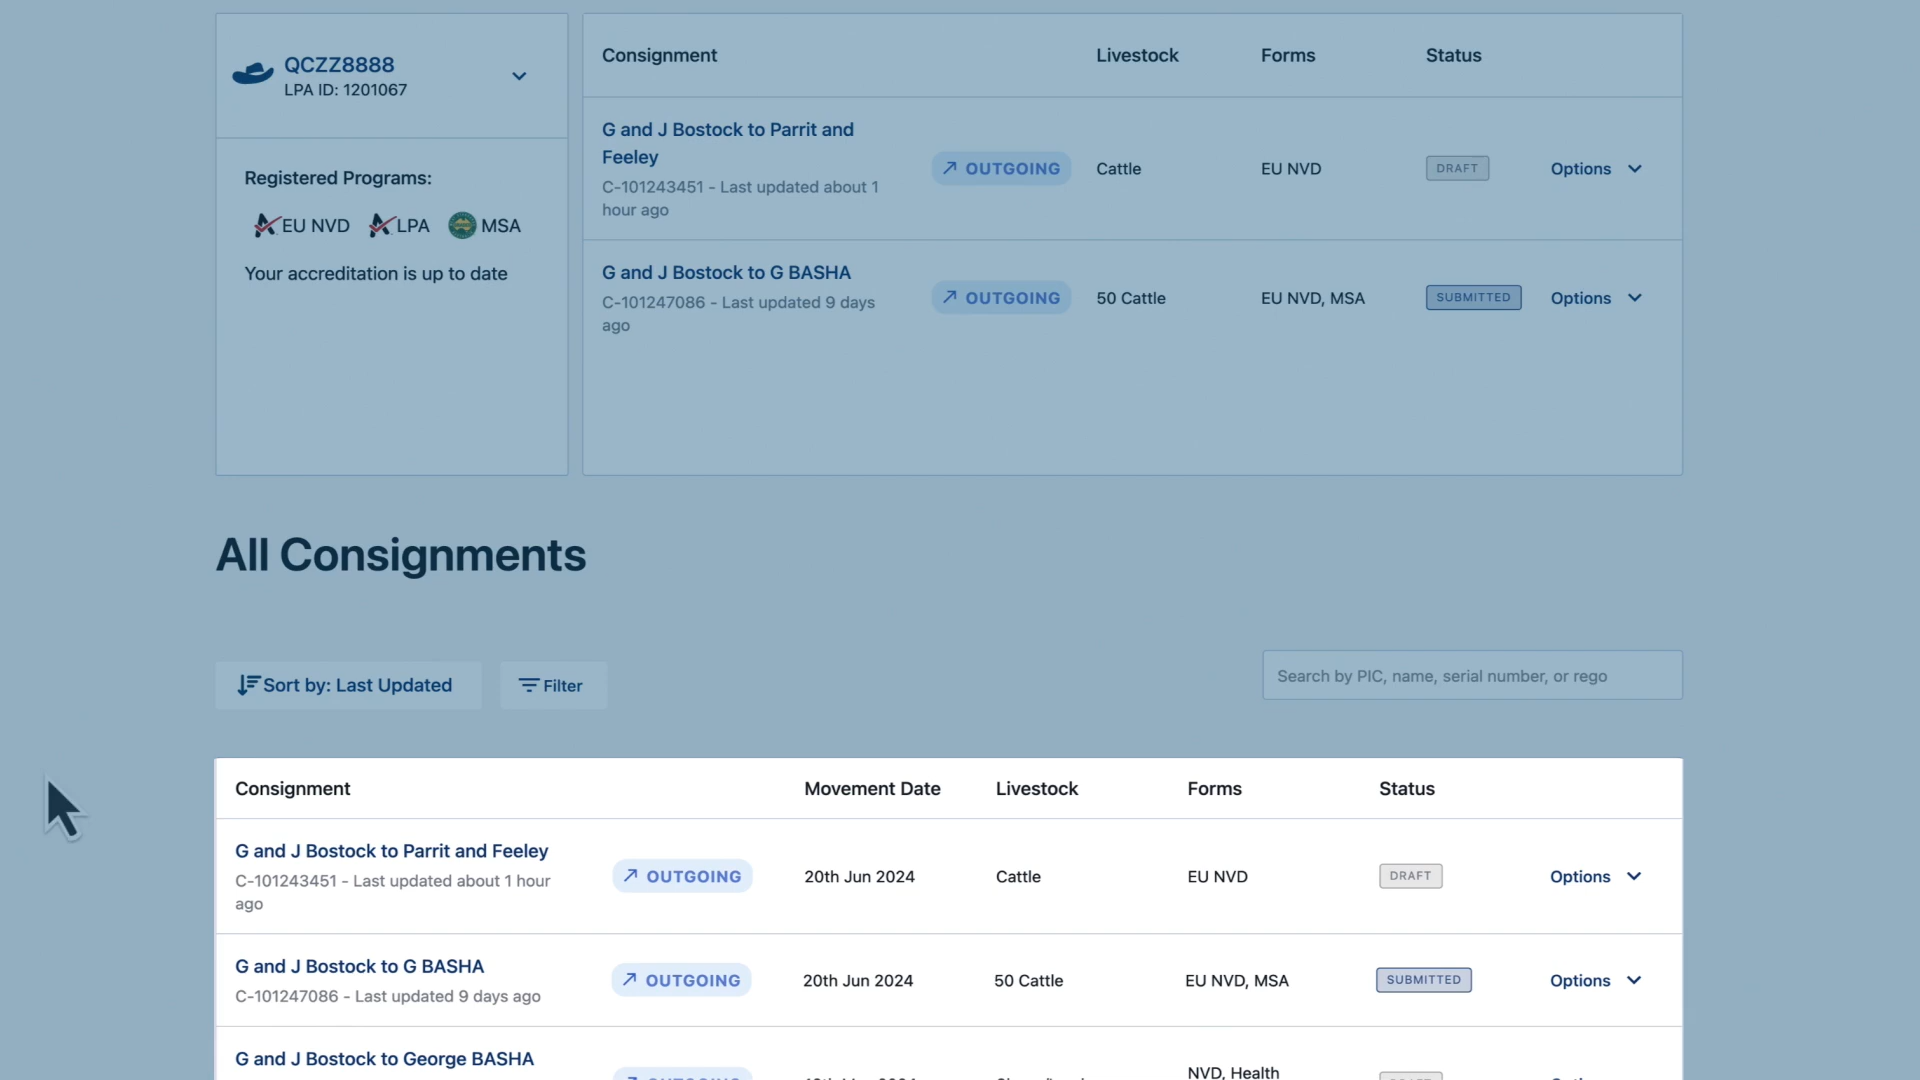 QCZZ8888
LPA ID: 1201067
Registered Programs:
EU NVD LPA MSA
Your accreditation is up to date
Consignment Livestock Forms Status
G and J Bostock to Parrit and
Feeley
C-101243451 - Last updated about 1
hour ago
OUTGOING Cattle EU NVD DRAFT Options
G and J Bostock to G BASHA
C-101247086 - Last updated 9 days
ago
OUTGOING 50 Cattle EU NVD, MSA SUBMITTED Options
All Consignments
Sort by: Last Updated Filter
Search by PIC, name, serial number, or rego
Consignment Movement Date Livestock Forms Status
G and J Bostock to Parrit and Feeley
C-101243451 - Last updated about 1 hour
ago
OUTGOING 20th Jun 2024 Cattle EU NVD DRAFT Options
G and J Bostock to G BASHA
C-101247086 - Last updated 9 days ago
OUTGOING 20th Jun 2024 50 Cattle EU NVD, MSA SUBMITTED Options
G and J Bostock to George BASHA
NVD, Health